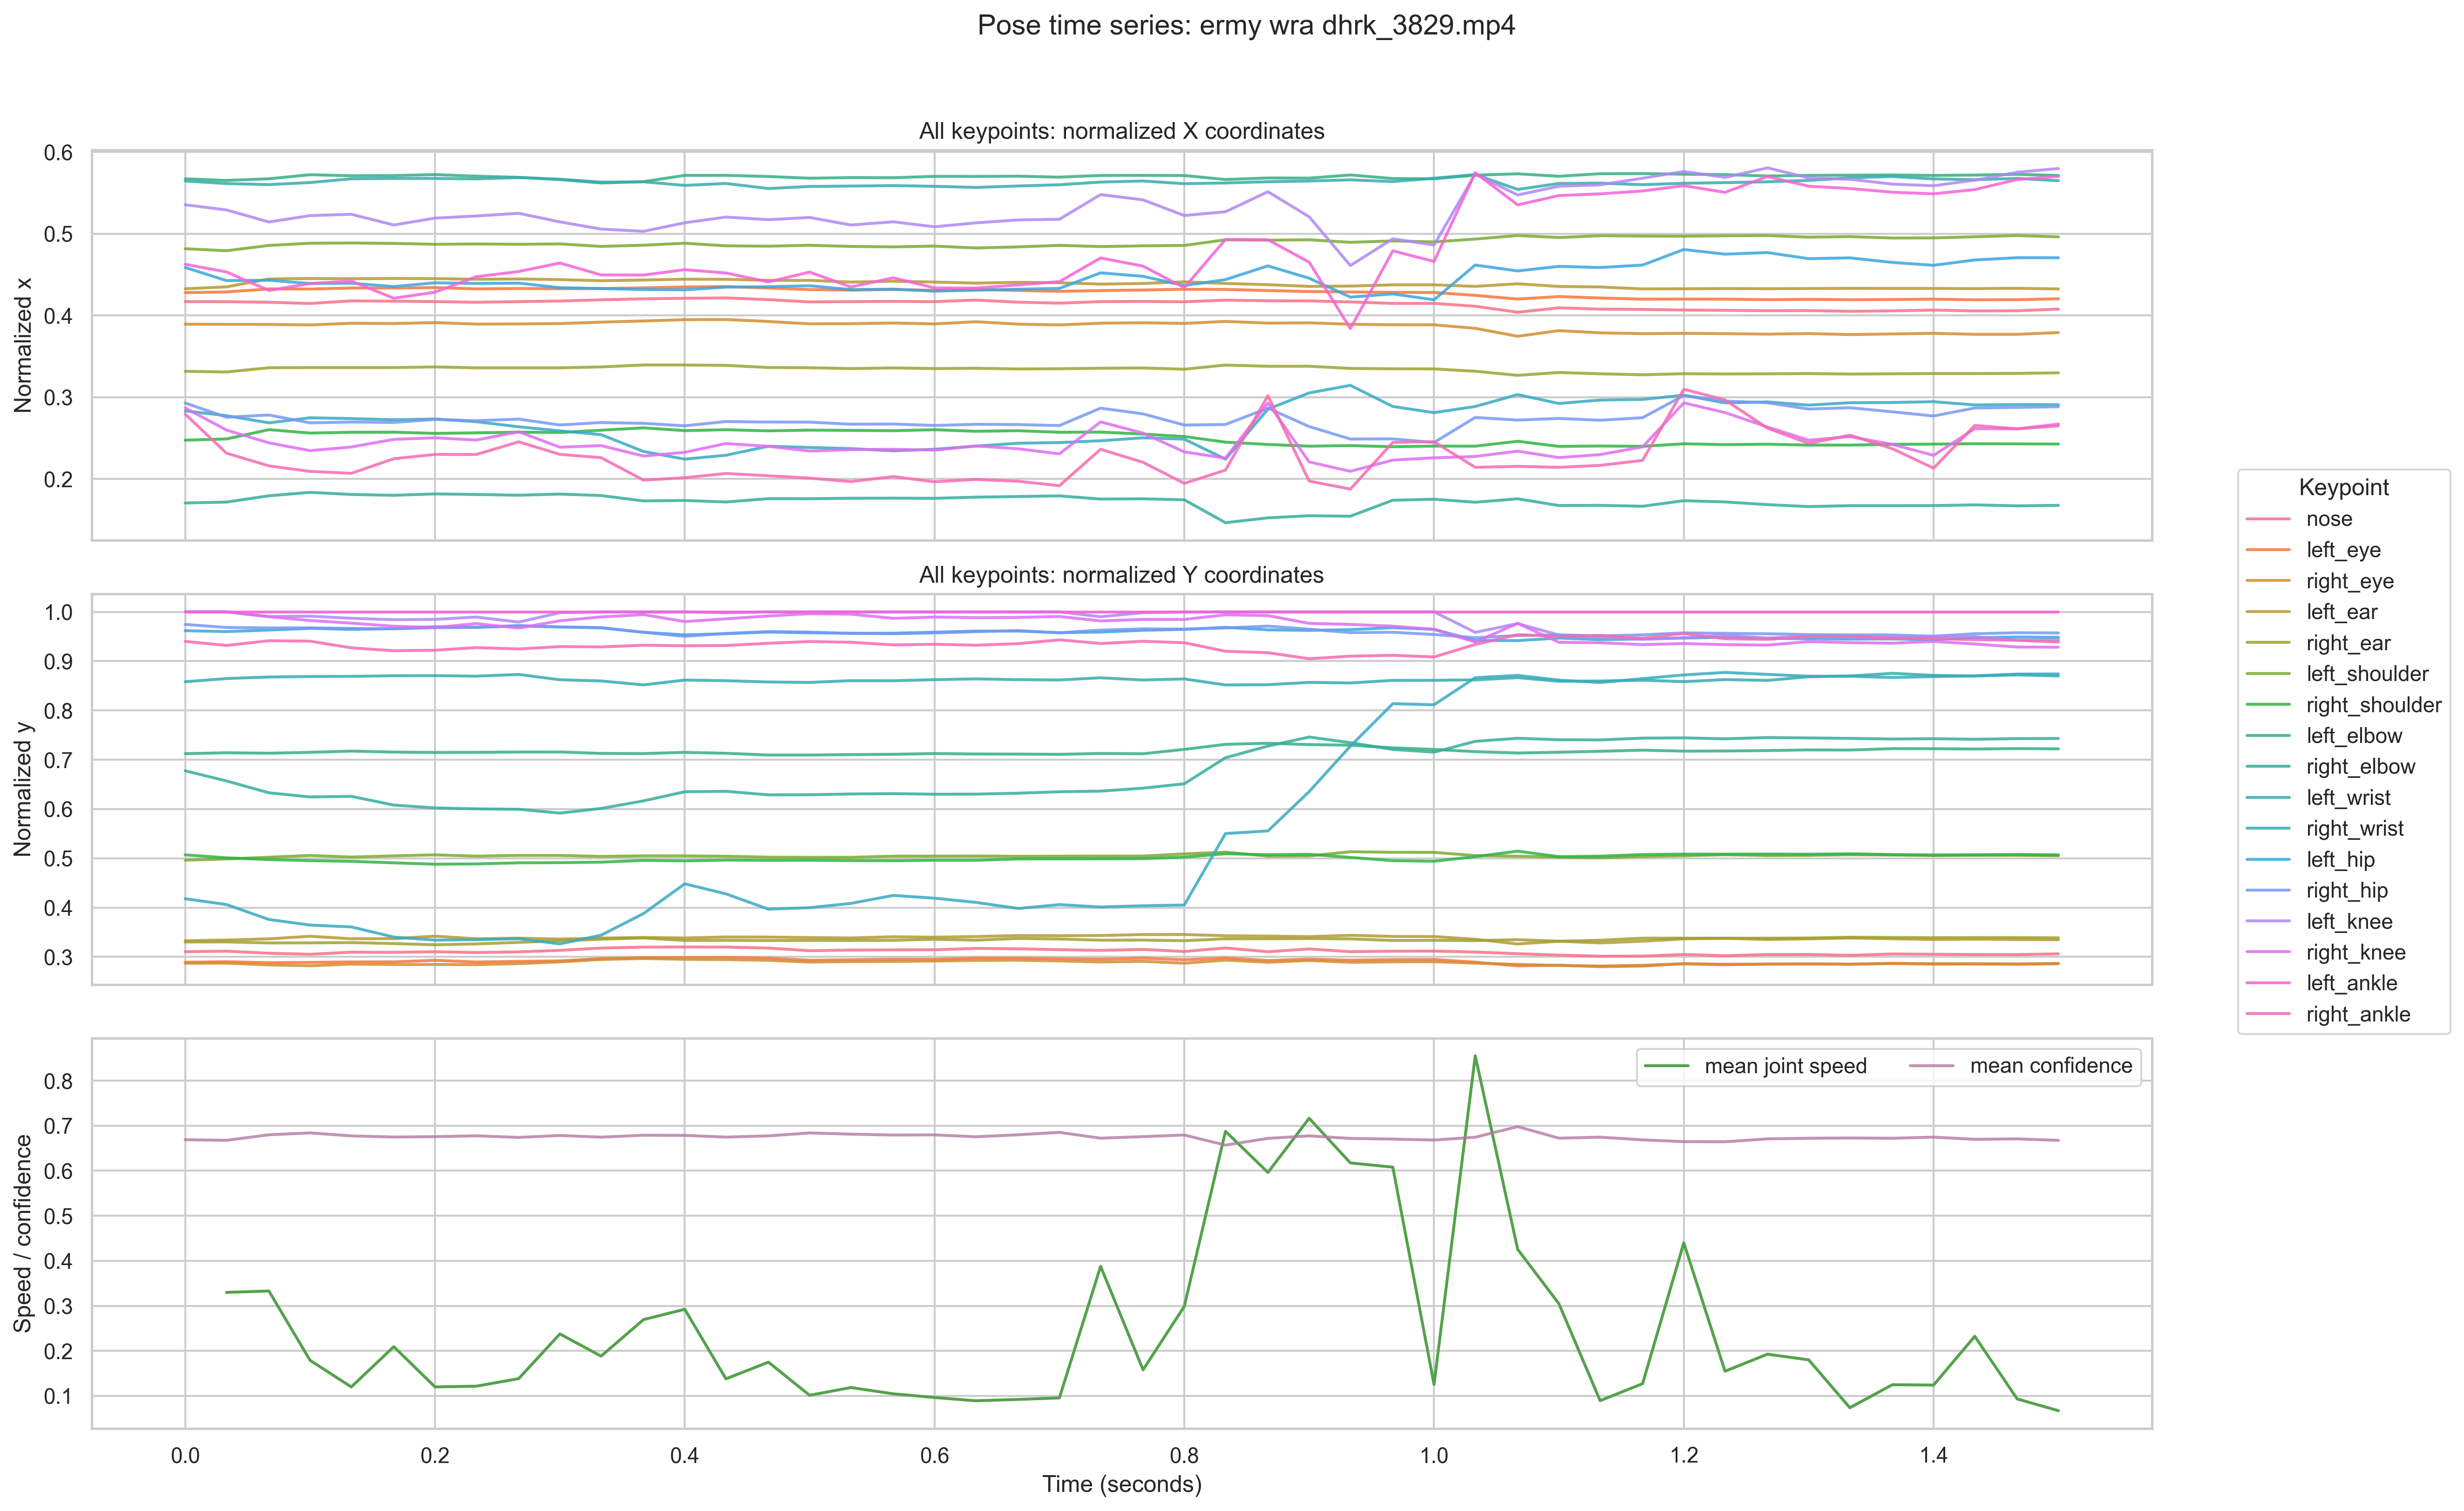 Pose time series: ermy wra dhrk_3829.mp4
All keypoints: normalized X coordinates
Normalized x
0.6
0.5
0.4
0.3
0.2
All keypoints: normalized Y coordinates
Normalized y
1.0
0.9
0.8
0.7
0.6
0.5
0.4
0.3
Keypoint
nose
left_eye
right_eye
left_ear
right_ear
left_shoulder
right_shoulder
left_elbow
right_elbow
left_wrist
right_wrist
left_hip
right_hip
left_knee
right_knee
left_ankle
right_ankle
mean joint speed
mean confidence
Speed / confidence
0.8
0.7
0.6
0.5
0.4
0.3
0.2
0.1
0.0 0.2 0.4 0.6 0.8 1.0 1.2 1.4
Time (seconds)